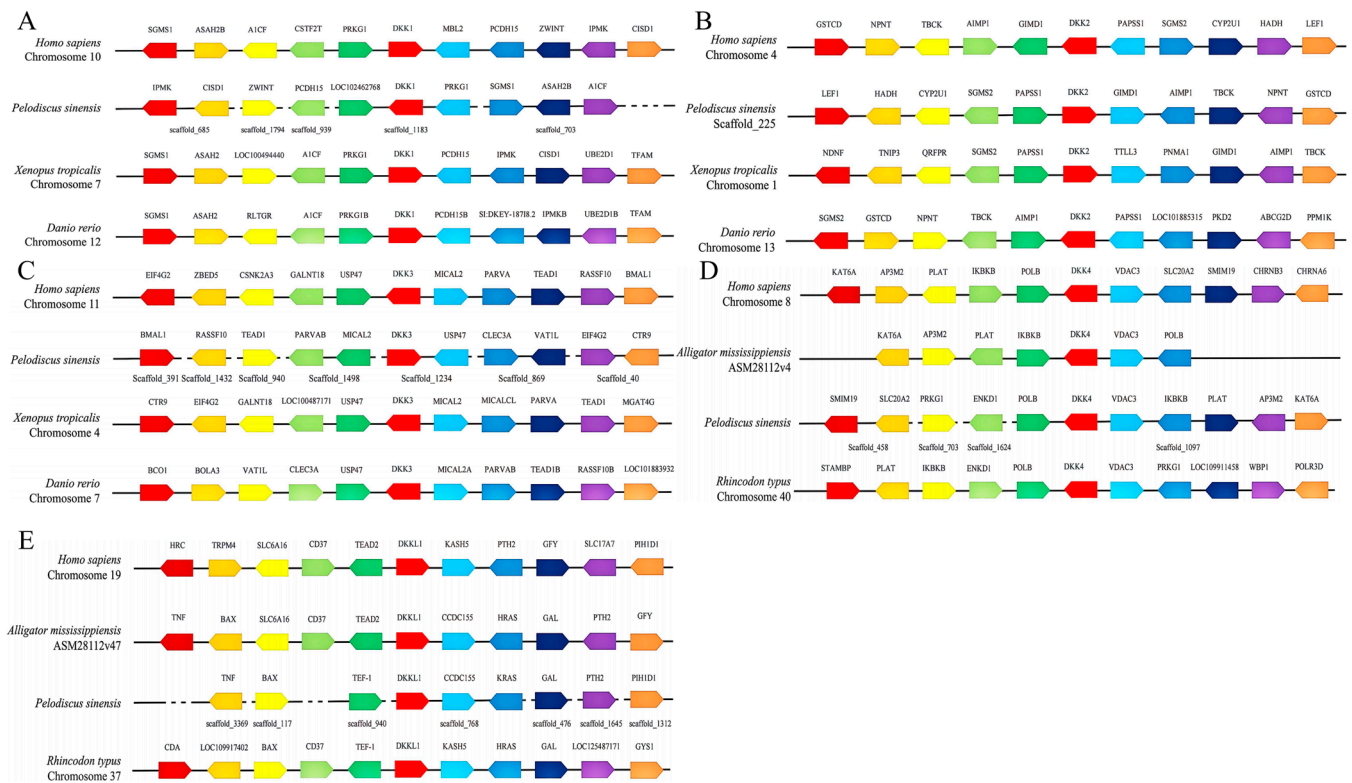 A
SGMS1 ASAH2B A1CF CSTF2T PRKG1 DKK1 MBL2 PCDH15 ZWINT IPMK CISD1
Homo sapiens
Chromosome 10
IPMK CISD1 ZWINT PCDH15 LOC102462768 DKK1 PRKG1 SGMS1 ASAH2B A1CF
Pelodiscus sinensis
scaffold_685 scaffold_1794 scaffold_939 scaffold_1183 scaffold_703
SGMS1 ASAH2 LOC100494440 A1CF PRKG1 DKK1 PCDH15 IPMK CISD1 UBE2D1 TFAM
Xenopus tropicalis
Chromosome 7
SGMS1 ASAH2 RLTGR A1CF PRKG1B DKK1 PCDH15B SI:DKEY-187I8.2 IPMKB UBE2D1B TFAM
Danio rerio
Chromosome 12
B
GSTCD NPNT TBCK AIMP1 GIMD1 DKK2 PAPSS1 SGMS2 CYP2U1 HADH LEF1
Homo sapiens
Chromosome 4
LEF1 HADH CYP2U1 SGMS2 PAPSS1 DKK2 GIMD1 AIMP1 TBCK NPNT GSTCD
Pelodiscus sinensis
Scaffold_225
NDNF TNIP3 QRFPR SGMS2 PAPSS1 DKK2 TTLL3 PNMA1 GIMD1 AIMP1 TBCK
Xenopus tropicalis
Chromosome 1
SGMS2 GSTCD NPNT TBCK AIMP1 DKK2 PAPSS1 LOC101885315 PKD2 ABCG2D PPM1K
Danio rerio
Chromosome 13
C
EIF4G2 ZBED5 CSNK2A3 GALNT18 USP47 DKK3 MICAL2 PARVA TEAD1 RASSF10 BMAL1
Homo sapiens
Chromosome 11
BMAL1 RASSF10 TEAD1 PARVAB MICAL2 DKK3 USP47 CLEC3A VAT1L EIF4G2 CTR9
Pelodiscus sinensis
Scaffold_391 Scaffold_1432 Scaffold_940 Scaffold_1498 Scaffold_1234 Scaffold_869 Scaffold_40
CTR9 EIF4G2 GALNT18 LOC100487171 USP47 DKK3 MICAL2 MICALCL PARVA TEAD1 MGAT4G
Xenopus tropicalis
Chromosome 4
BCO1 BOLA3 VAT1L CLEC3A USP47 DKK3 MICAL2A PARVAB TEAD1B RASSF10B LOC101883932
Danio rerio
Chromosome 7
D
KAT6A AP3M2 PLAT IKBKB POLB DKK4 VDAC3 SLC20A2 SMIM19 CHRNB3 CHRNA6
Homo sapiens
Chromosome 8
KAT6A AP3M2 PLAT IKBKB DKK4 VDAC3 POLB
Alligator mississippiensis
ASM28112v4
SMIM19 SLC20A2 PRKG1 ENKD1 POLB DKK4 VDAC3 IKBKB PLAT AP3M2 KAT6A
Pelodiscus sinensis
Scaffold_458 Scaffold_703 Scaffold_1624 Scaffold_1097
STAMBP PLAT IKBKB ENKD1 POLB DKK4 VDAC3 PRKG1 LOC109911458 WBP1 POLR3D
Rhincodon typus
Chromosome 40
E
HRC TRPM4 SLC6A16 CD37 TEAD2 DKKL1 KASH5 PTH2 GFY SLC17A7 PIH1D1
Homo sapiens
Chromosome 19
TNF BAX SLC6A16 CD37 TEAD2 DKKL1 CCDC155 HRAS GAL PTH2 GFY
Alligator mississippiensis
ASM28112v47
TNF BAX TEF-1 DKKL1 CCDC155 KRAS GAL PTH2 PIH1D1
Pelodiscus sinensis
scaffold_3369 scaffold_117 scaffold_940 scaffold_768 scaffold_476 scaffold_1645 scaffold_1312
CDA LOC109917402 BAX CD37 TEF-1 DKKL1 KASH5 HRAS GAL LOC125487171 GYS1
Rhincodon typus
Chromosome 37